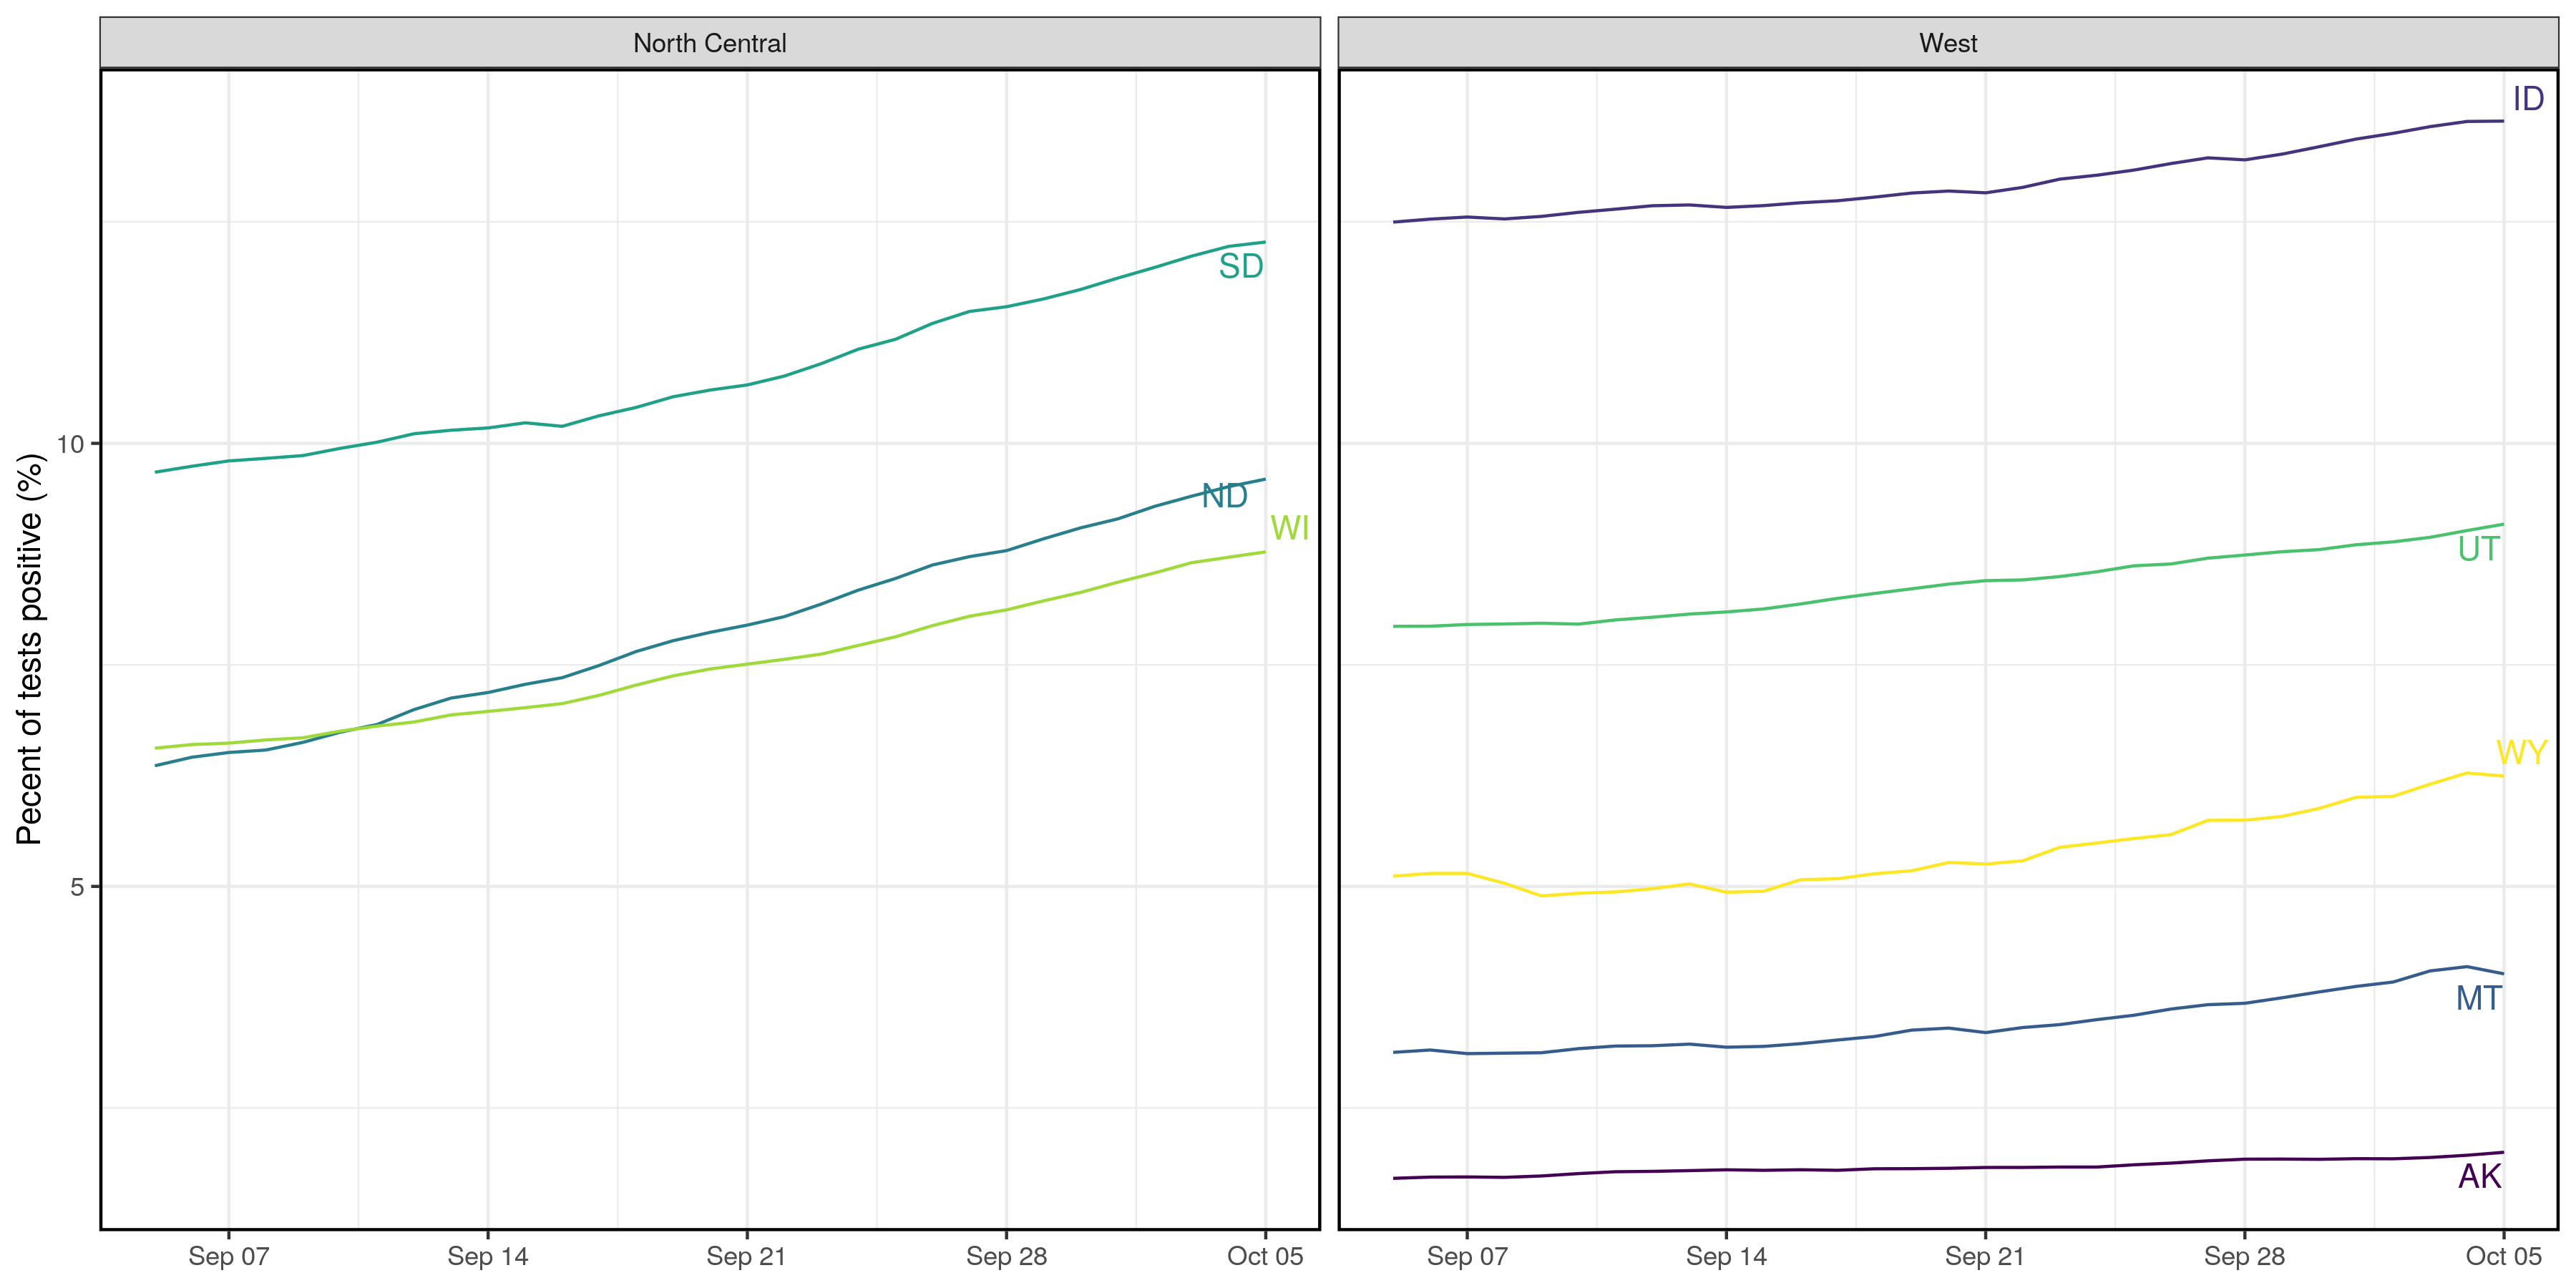 North Central
West
Pecent of tests positive (%)
10
5
SD
ND
WI
ID
UT
WY
MT
AK
Sep 07
Sep 14
Sep 21
Sep 28
Oct 05
Sep 07
Sep 14
Sep 21
Sep 28
Oct 05